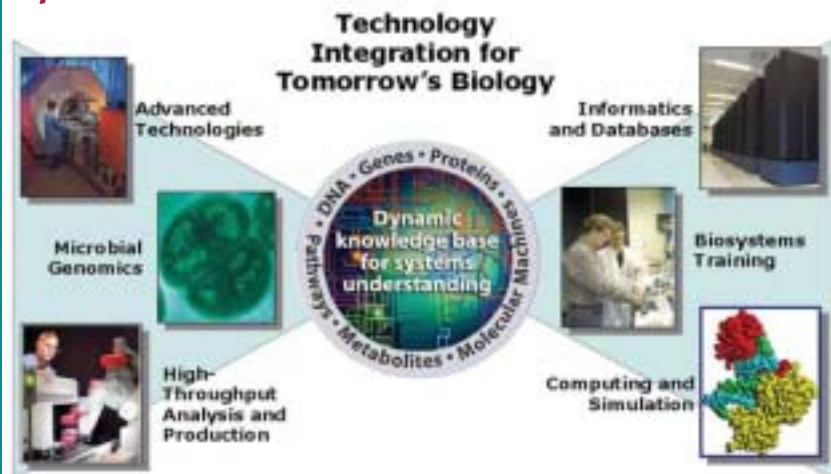 Technology
Integration for
Tomorrow's Biology
Advanced
Technologies
Microbial
Genomics
High-
Throughput
Analysis and
Production
DNA • Genes • Proteins • Molecular Machines • Metabolites • Pathways •
Dynamic
knowledge base
for systems
understanding
Informatics
and Databases
Biosystems
Training
Computing and
Simulation